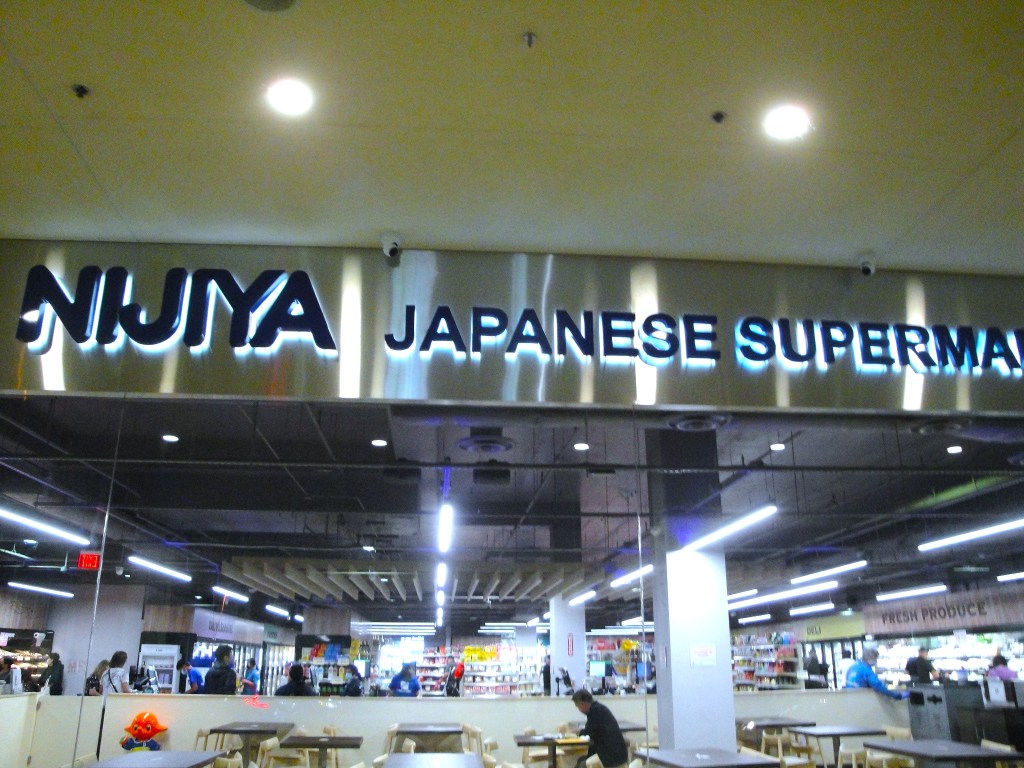 NIJIYA JAPANESE SUPERMA
FRESH PRODUCE
DELI